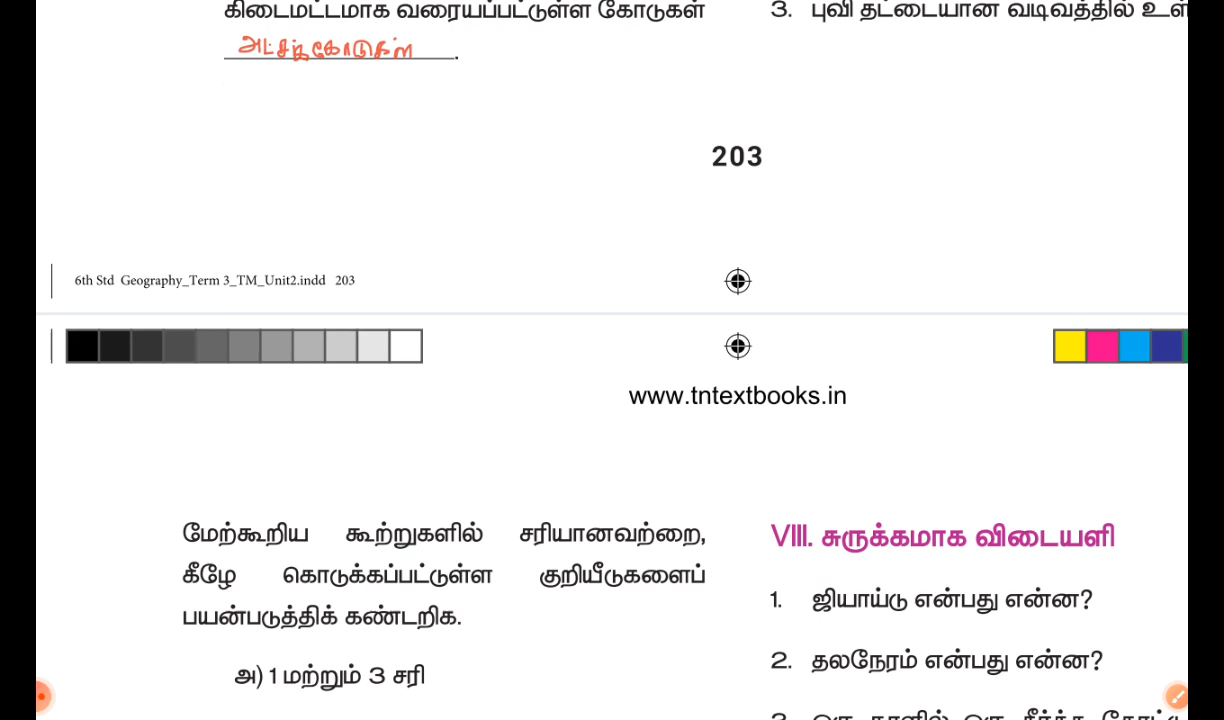 கிடைமட்டமாக வரையப்பட்டுள்ள கோடுகள்
அட்சக்கோடுகள்.
3. புவி தட்டையான வடிவத்தில்
203
6th Std Geography_Term 3_TM_Unit2.indd 203
www.tntextbooks.in
மேற்கூறிய கூற்றுகளில் சரியானவற்றை,
கீழே கொடுக்கப்பட்டுள்ள குறியீடுகளைப்
பயன்படுத்திக் கண்டறிக.
அ) 1 மற்றும் 3 சரி
VIII. சுருக்கமாக விடையளி
1. ஜியாய்டு என்பது என்ன?
2. தலநேரம் என்பது என்ன?